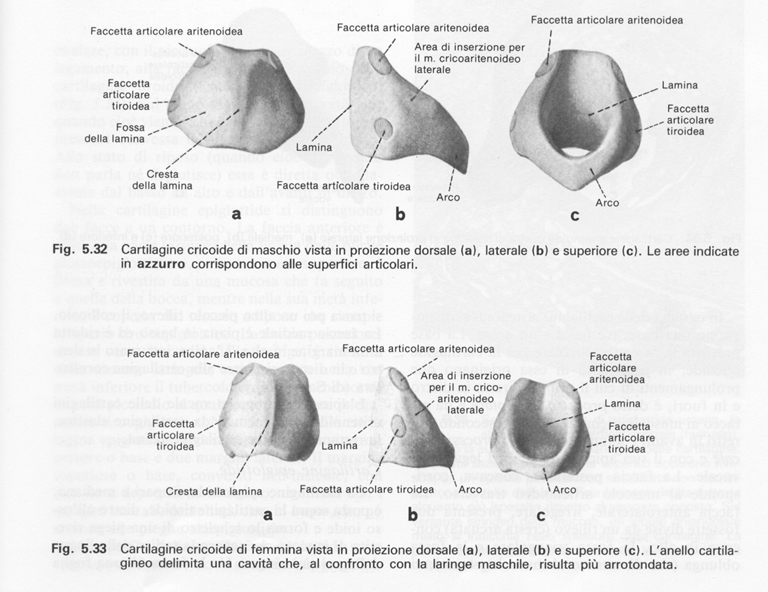 Faccetta articolare aritenoidea
Faccetta
articolare
tiroidea
Fossa
della lamina
Cresta
della lamina
a
Faccetta articolare aritenoidea
Area di inserzione per
il m. cricoaritenoideo
laterale
Lamina
Faccetta articolare tiroidea
Arco
b
Faccetta articolare aritenoidea
Lamina
Faccetta
articolare
tiroidea
Arco
c
Fig. 5.32 Cartilagine cricoide di maschio vista in proiezione dorsale (a), laterale (b) e superiore (c). Le aree indicate
in azzurro corrispondono alle superfici articolari.
Faccetta articolare aritenoidea
Faccetta
articolare
tiroidea
Cresta della lamina
a
Faccetta articolare aritenoidea
Area di inserzione
per il m. crico-
aritenoideo
laterale
Lamina
Faccetta articolare tiroidea
Arco
b
Faccetta
articolare
aritenoidea
Lamina
Faccetta
articolare
tiroidea
Arco
c
Fig. 5.33 Cartilagine cricoide di femmina vista in proiezione dorsale (a), laterale (b) e superiore (c). L'anello cartila-
gineo delimita una cavità che, al confronto con la laringe maschile, risulta più arrotondata.